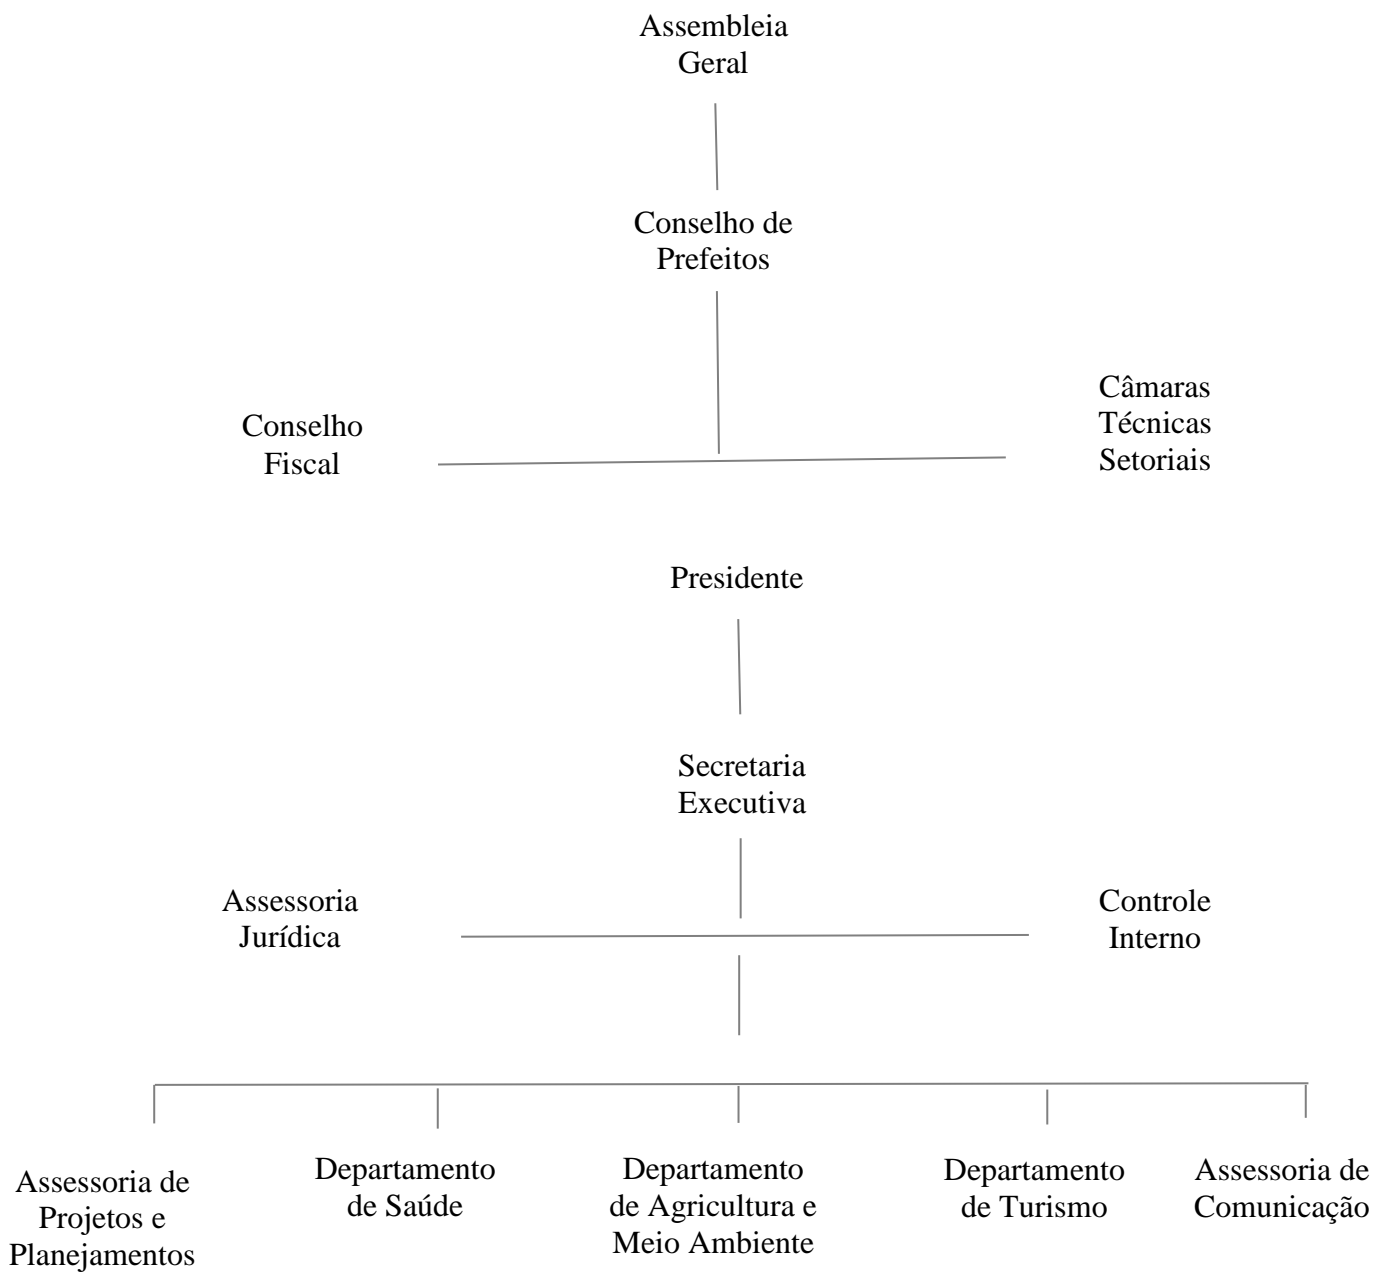 Assembleia
Geral
Conselho de
Prefeitos
Conselho
Fiscal
Câmaras
Técnicas
Setoriais
Presidente
Secretaria
Executiva
Assessoria
Jurídica
Controle
Interno
Assessoria de
Projetos e
Planejamentos
Departamento
de Saúde
Departamento
de Agricultura e
Meio Ambiente
Departamento
de Turismo
Assessoria de
Comunicação